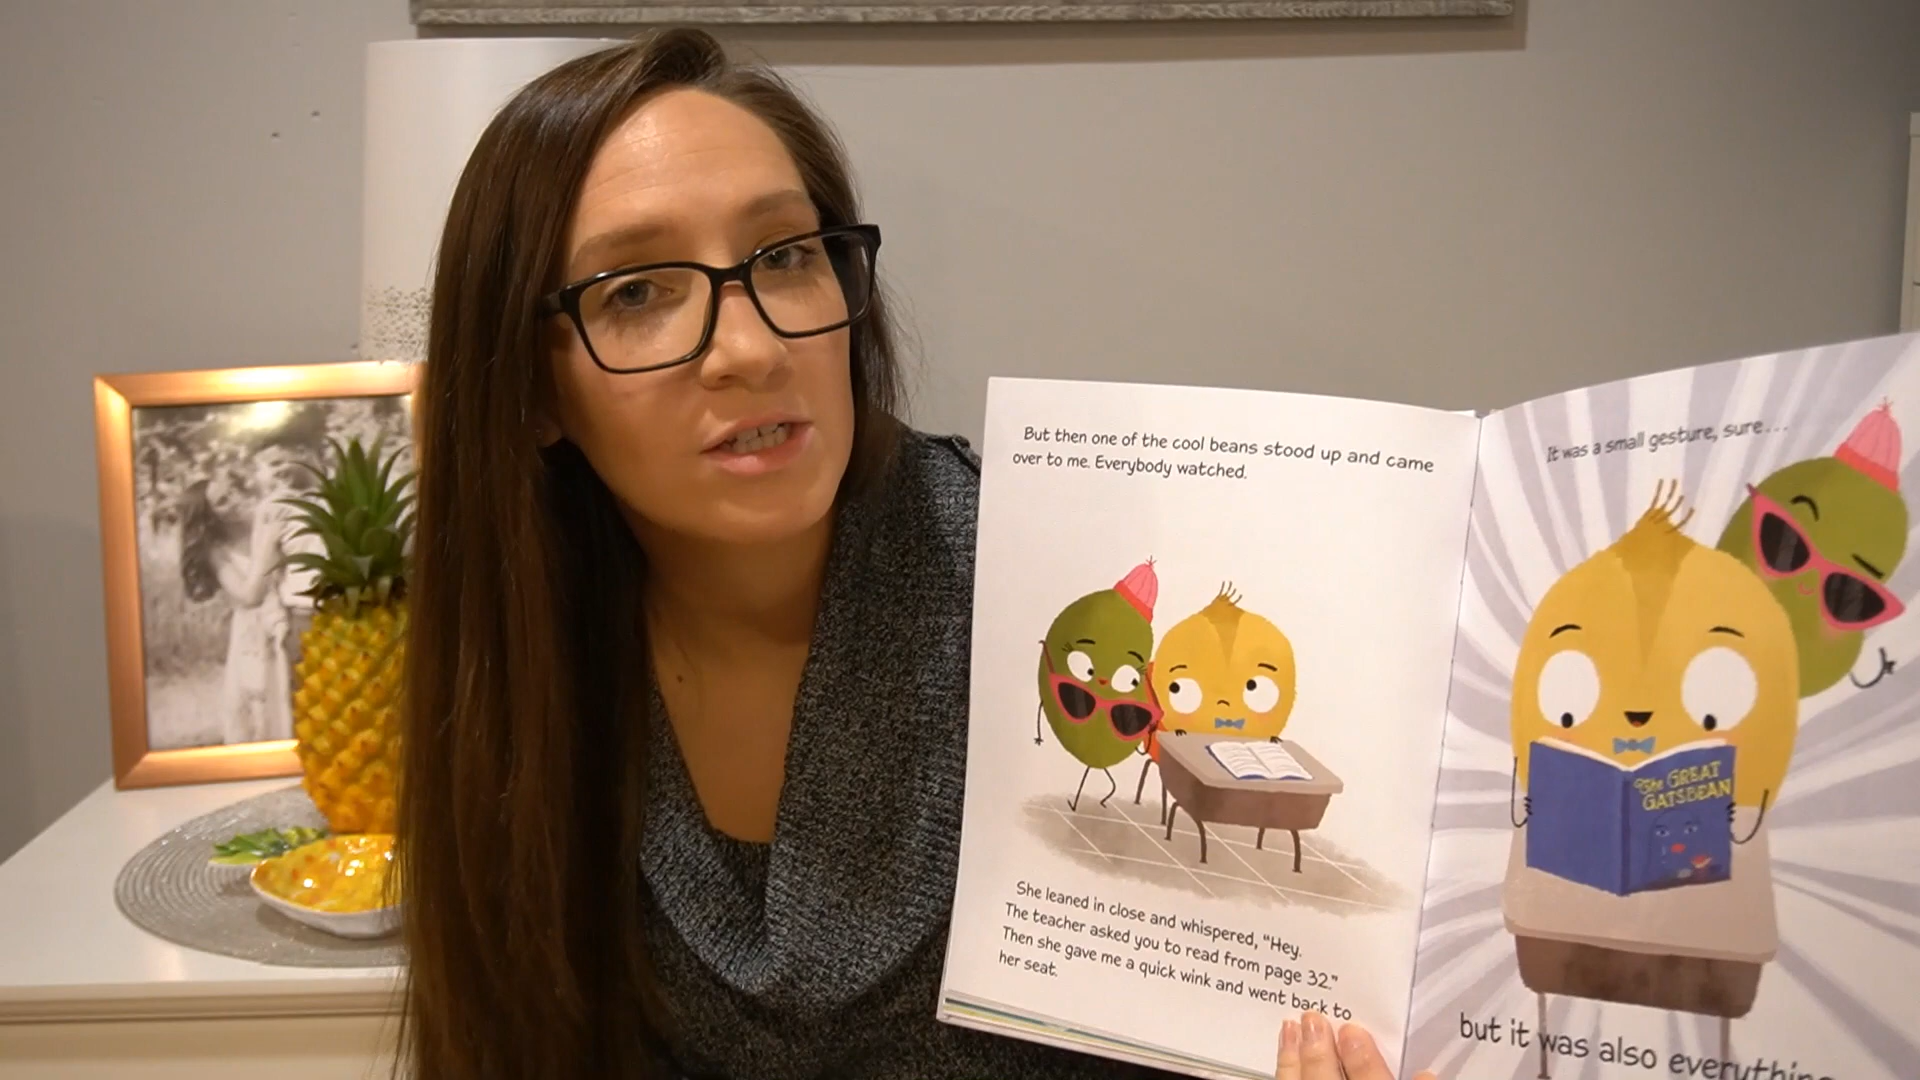 But then one of the cool beans stood up and came
over to me. Everybody watched.
She leaned in close and whispered, “Hey.
The teacher asked you to read from page 32.”
Then she gave me a quick wink and went back to
her seat.
It was a small gesture, sure...
The GREAT
GATSBEAN
but it was also everything